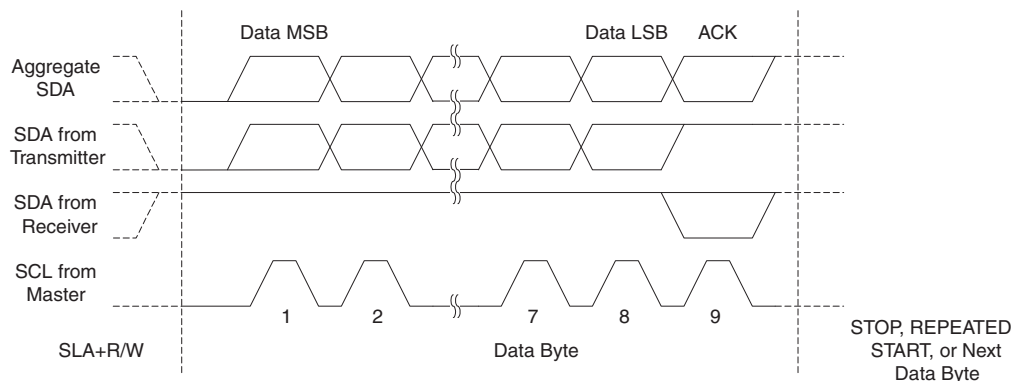 Data MSB
Data LSB
ACK
Aggregate
SDA
SDA from
Transmitter
SDA from
Receiver
SCL from
Master
1
2
7
8
9
SLA+R/W
Data Byte
STOP, REPEATED
START, or Next
Data Byte